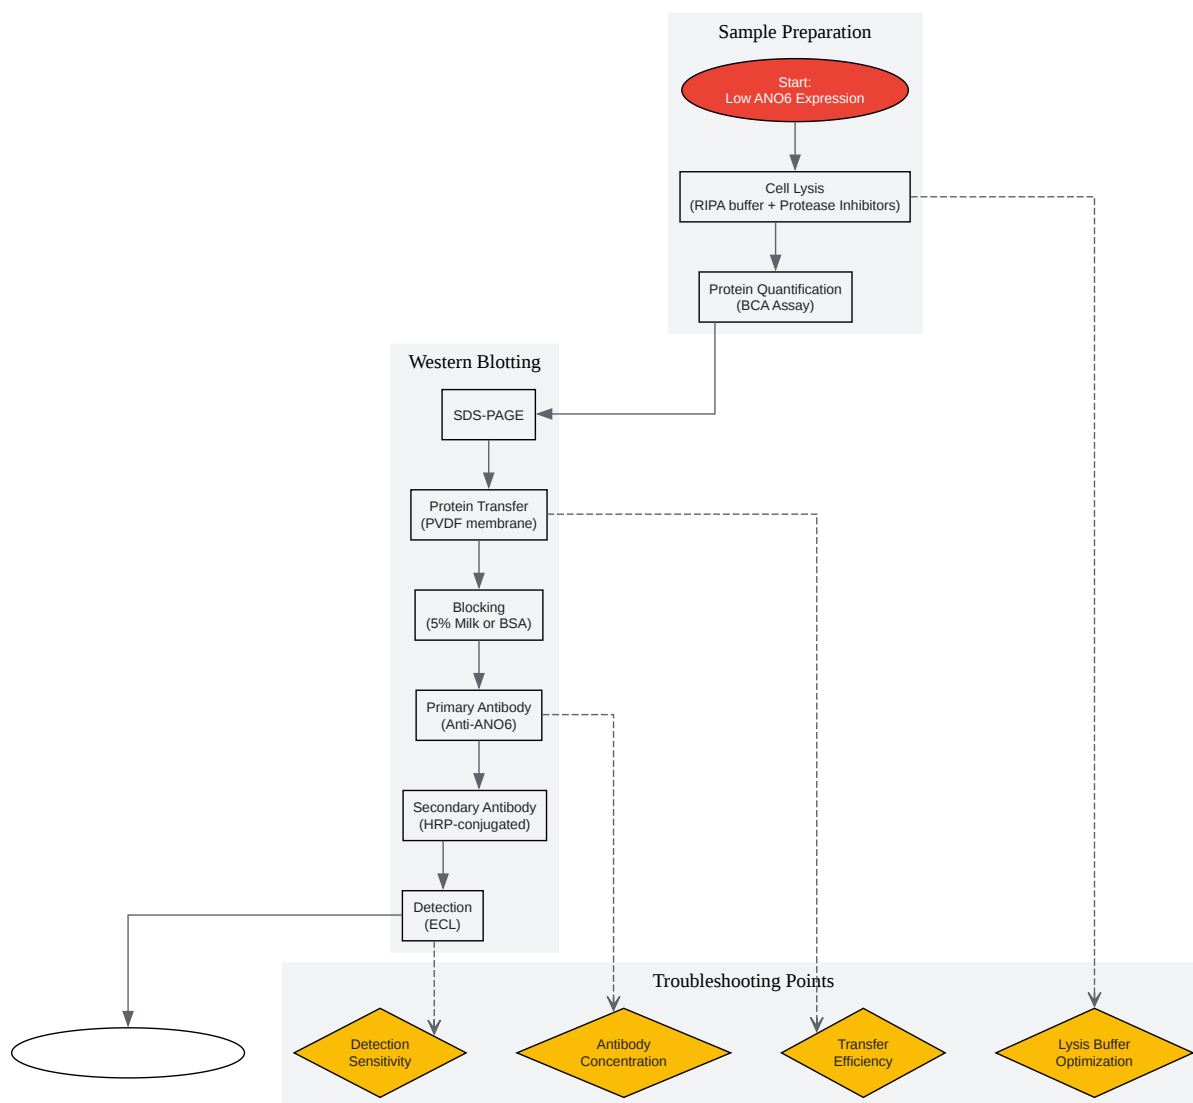 Sample Preparation
Start:
Low ANO6 Expression
Cell Lysis
(RIPA buffer + Protease Inhibitors)
Protein Quantification
(BCA Assay)
Western Blotting
SDS-PAGE
Protein Transfer
(PVDF membrane)
Blocking
(5% Milk or BSA)
Primary Antibody
(Anti-ANO6)
Secondary Antibody
(HRP-conjugated)
Detection
(ECL)
Troubleshooting Points
Detection
Sensitivity
Antibody
Concentration
Transfer
Efficiency
Lysis Buffer
Optimization